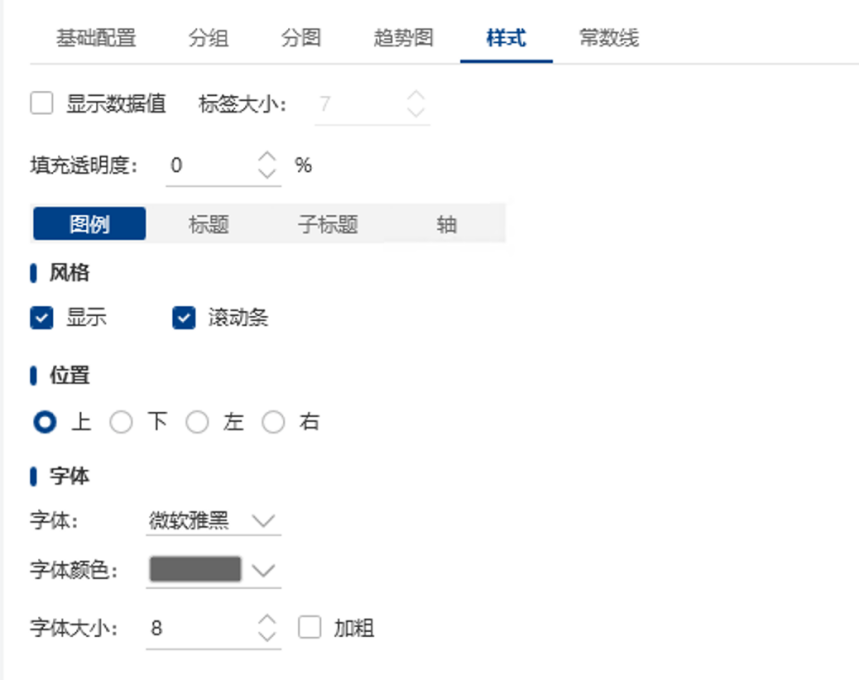 基础配置 分组 分图 趋势图 样式 常数线
显示数据值 标签大小： 7
填充透明度： 0 %
图例 标题 子标题 轴
风格
显示 滚动条
位置
上 下 左 右
字体
字体： 微软雅黑
字体颜色：
字体大小： 8 加粗